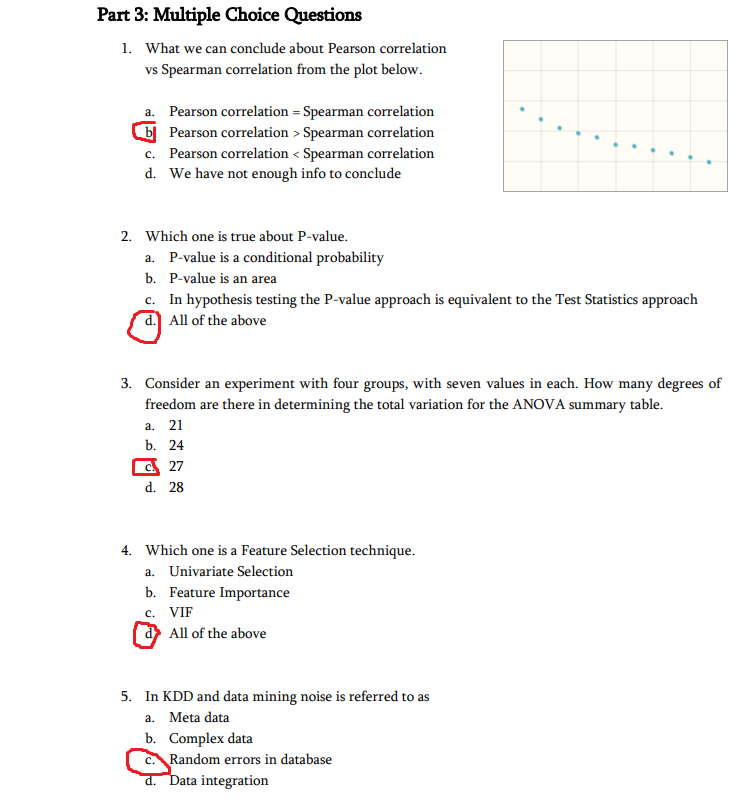 Part 3: Multiple Choice Questions
1. What we can conclude about Pearson correlation
vs Spearman correlation from the plot below.
a. Pearson correlation = Spearman correlation
b. Pearson correlation > Spearman correlation
c. Pearson correlation < Spearman correlation
d. We have not enough info to conclude
2. Which one is true about P-value.
a. P-value is a conditional probability
b. P-value is an area
c. In hypothesis testing the P-value approach is equivalent to the Test Statistics approach
d. All of the above
3. Consider an experiment with four groups, with seven values in each. How many degrees of
freedom are there in determining the total variation for the ANOVA summary table.
a. 21
b. 24
c. 27
d. 28
4. Which one is a Feature Selection technique.
a. Univariate Selection
b. Feature Importance
c. VIF
d. All of the above
5. In KDD and data mining noise is referred to as
a. Meta data
b. Complex data
c. Random errors in database
d. Data integration